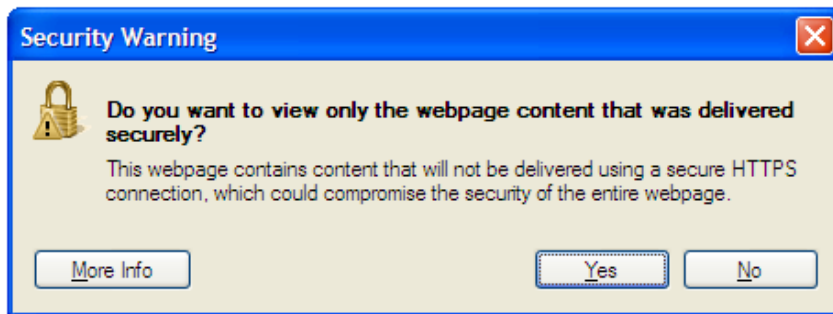 Security Warning
Do you want to view only the webpage content that was delivered
securely?
This webpage contains content that will not be delivered using a secure HTTPS
connection, which could compromise the security of the entire webpage.
More Info Yes No